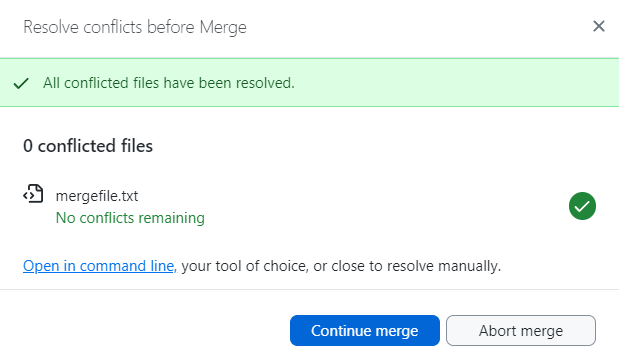 Resolve conflicts before Merge
All conflicted files have been resolved.
0 conflicted files
mergefile.txt
No conflicts remaining
Open in command line, your tool of choice, or close to resolve manually.
Continue merge
Abort merge